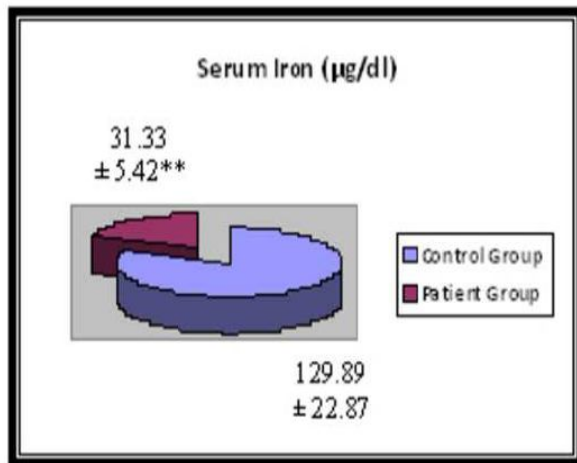 Serum Iron (µg/dl)
31.33
±5.42**
Control Group
Patient Group
129.89
±22.87